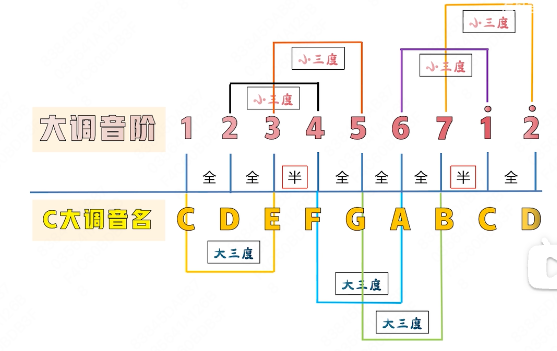 小三度
小三度
小三度 小三度
大调音阶 1 2 3 4 5 6 7 1̇ 2̇
全 全 半 全 全 全 半 全
C大调音名 C D E F G A B C D
大三度
大三度
大三度